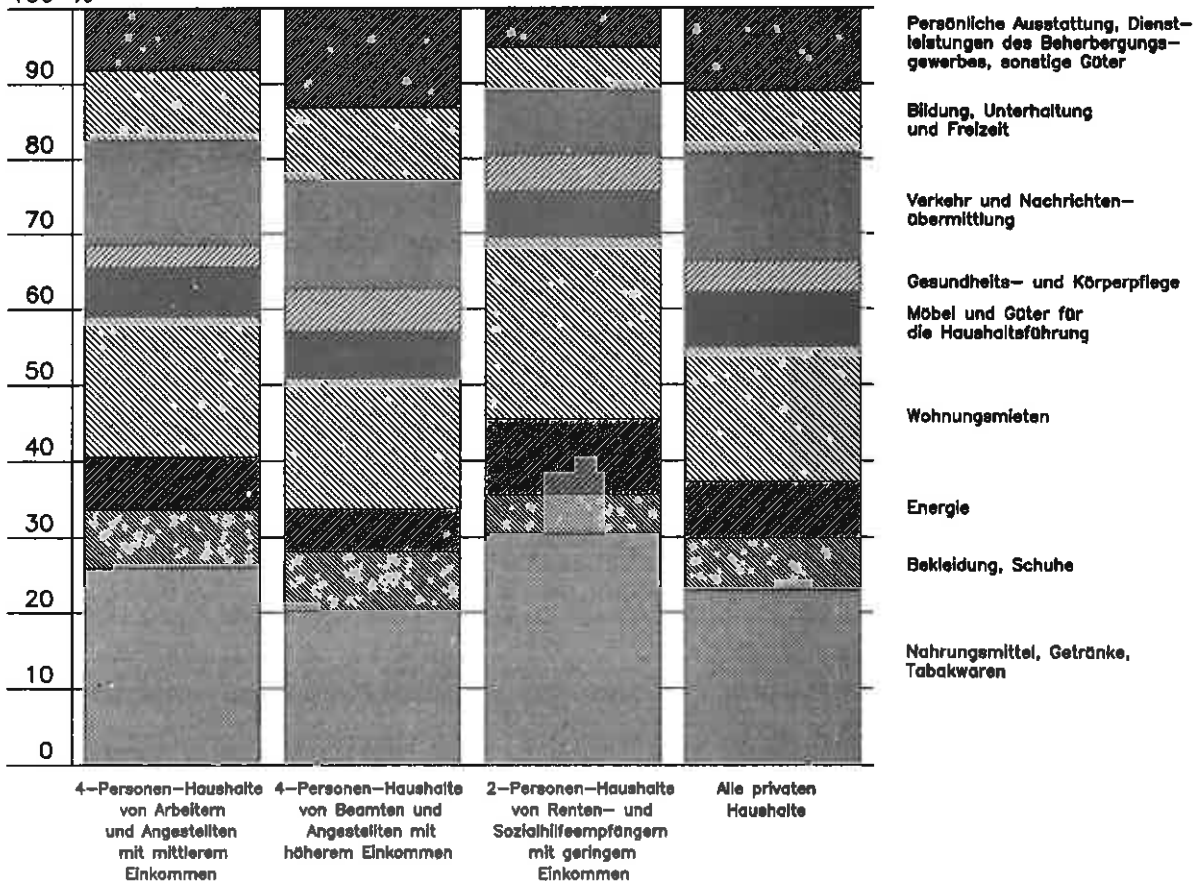 Persönliche Ausstattung, Dienst-
leistungen des Beherbergungs-
gewerbes, sonstige Güter
90
Bildung, Unterhaltung
und Freizeit
80
Verkehr und Nachrichten-
übermittlung
70
Gesundheits- und Körperpflege
60
Möbel und Güter für
die Haushaltsführung
50
Wohnungsmieten
40
Energie
30
Bekleidung, Schuhe
20
Nahrungsmittel, Getränke,
Tabakwaren
10
0
4-Personen-Haushalte
von Arbeitern
und Angestellten
mit mittlerem
Einkommen
4-Personen-Haushalte
von Beamten und
Angestellten mit
höherem Einkommen
2-Personen-Haushalte
von Renten- und
Sozialhilfeempfängern
mit geringem
Einkommen
Alle privaten
Haushalte